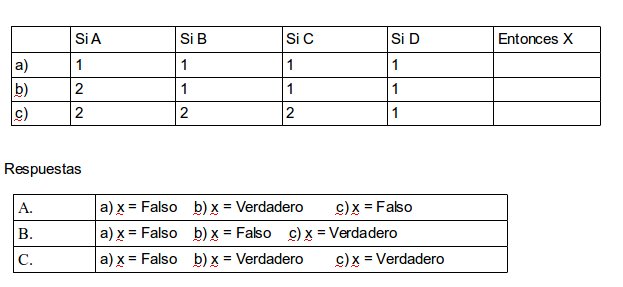 Si A Si B Si C Si D Entonces X
a) 1 1 1 1
b) 2 1 1 1
c) 2 2 2 1
Respuestas
A. a) x = Falso b) x = Verdadero c) x = Falso
B. a) x = Falso b) x = Falso c) x = Verdadero
C. a) x = Falso b) x = Verdadero c) x = Verdadero